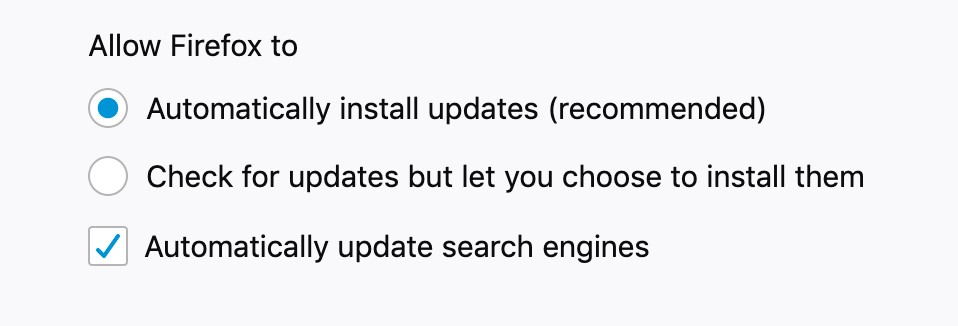 Allow Firefox to
Automatically install updates (recommended)
Check for updates but let you choose to install them
Automatically update search engines